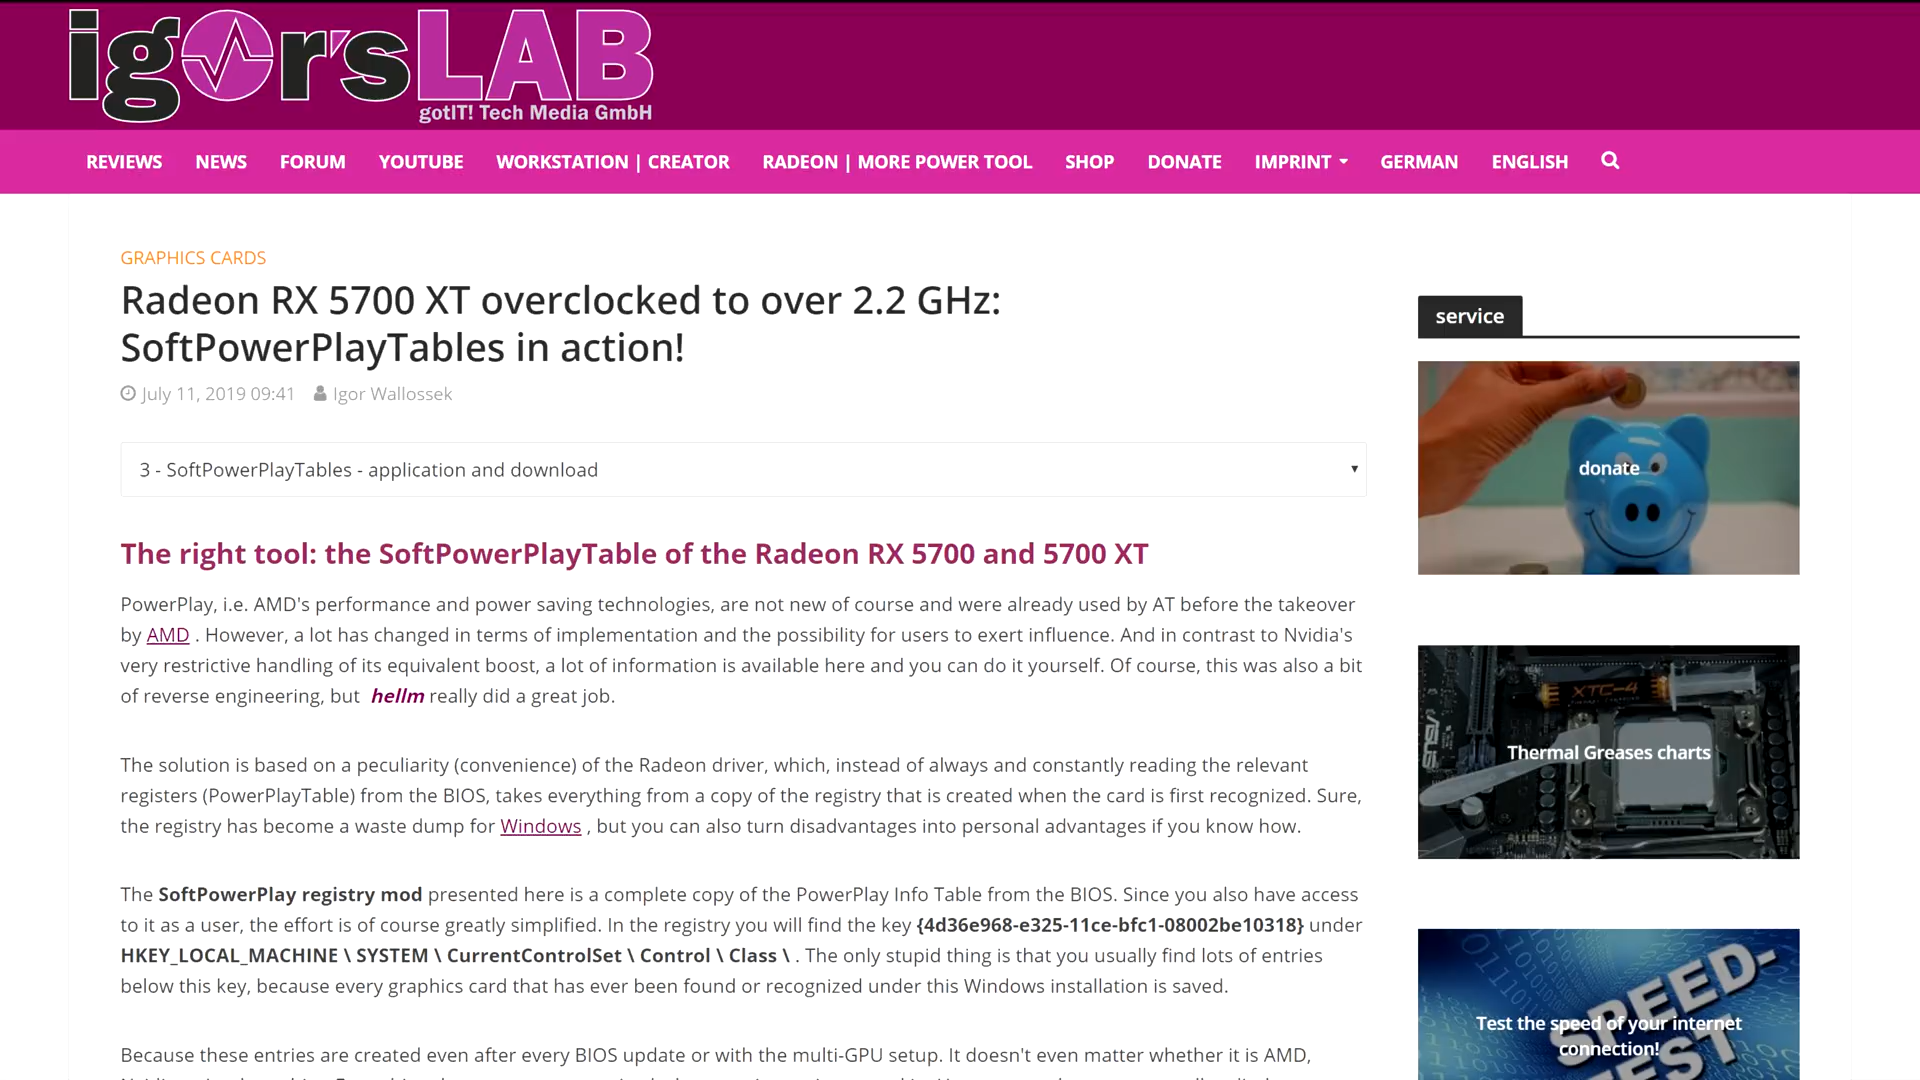 igor'sLAB
gotIT! Tech Media GmbH
REVIEWS NEWS FORUM YOUTUBE WORKSTATION | CREATOR RADEON | MORE POWER TOOL SHOP DONATE IMPRINT GERMAN ENGLISH
GRAPHICS CARDS
Radeon RX 5700 XT overclocked to over 2.2 GHz:
SoftPowerPlayTables in action!
July 11, 2019 09:41 Igor Wallossek
3 - SoftPowerPlayTables - application and download
The right tool: the SoftPowerPlayTable of the Radeon RX 5700 and 5700 XT
PowerPlay, i.e. AMD's performance and power saving technologies, are not new of course and were already used by AT before the takeover
by AMD . However, a lot has changed in terms of implementation and the possibility for users to exert influence. And in contrast to Nvidia's
very restrictive handling of its equivalent boost, a lot of information is available here and you can do it yourself. Of course, this was also a bit
of reverse engineering, but hellm really did a great job.
The solution is based on a peculiarity (convenience) of the Radeon driver, which, instead of always and constantly reading the relevant
registers (PowerPlayTable) from the BIOS, takes everything from a copy of the registry that is created when the card is first recognized. Sure,
the registry has become a waste dump for Windows , but you can also turn disadvantages into personal advantages if you know how.
The SoftPowerPlay registry mod presented here is a complete copy of the PowerPlay Info Table from the BIOS. Since you also have access
to it as a user, the effort is of course greatly simplified. In the registry you will find the key {4d36e968-e325-11ce-bfc1-08002be10318} under
HKEY_LOCAL_MACHINE \ SYSTEM \ CurrentControlSet \ Control \ Class \ . The only stupid thing is that you usually find lots of entries
below this key, because every graphics card that has ever been found or recognized under this Windows installation is saved.
Because these entries are created even after every BIOS update or with the multi-GPU setup. It doesn't even matter whether it is AMD,
service
donate
XTC-4
ASUS
Thermal Greases charts
SPEED-
TEST
Test the speed of your internet
connection!